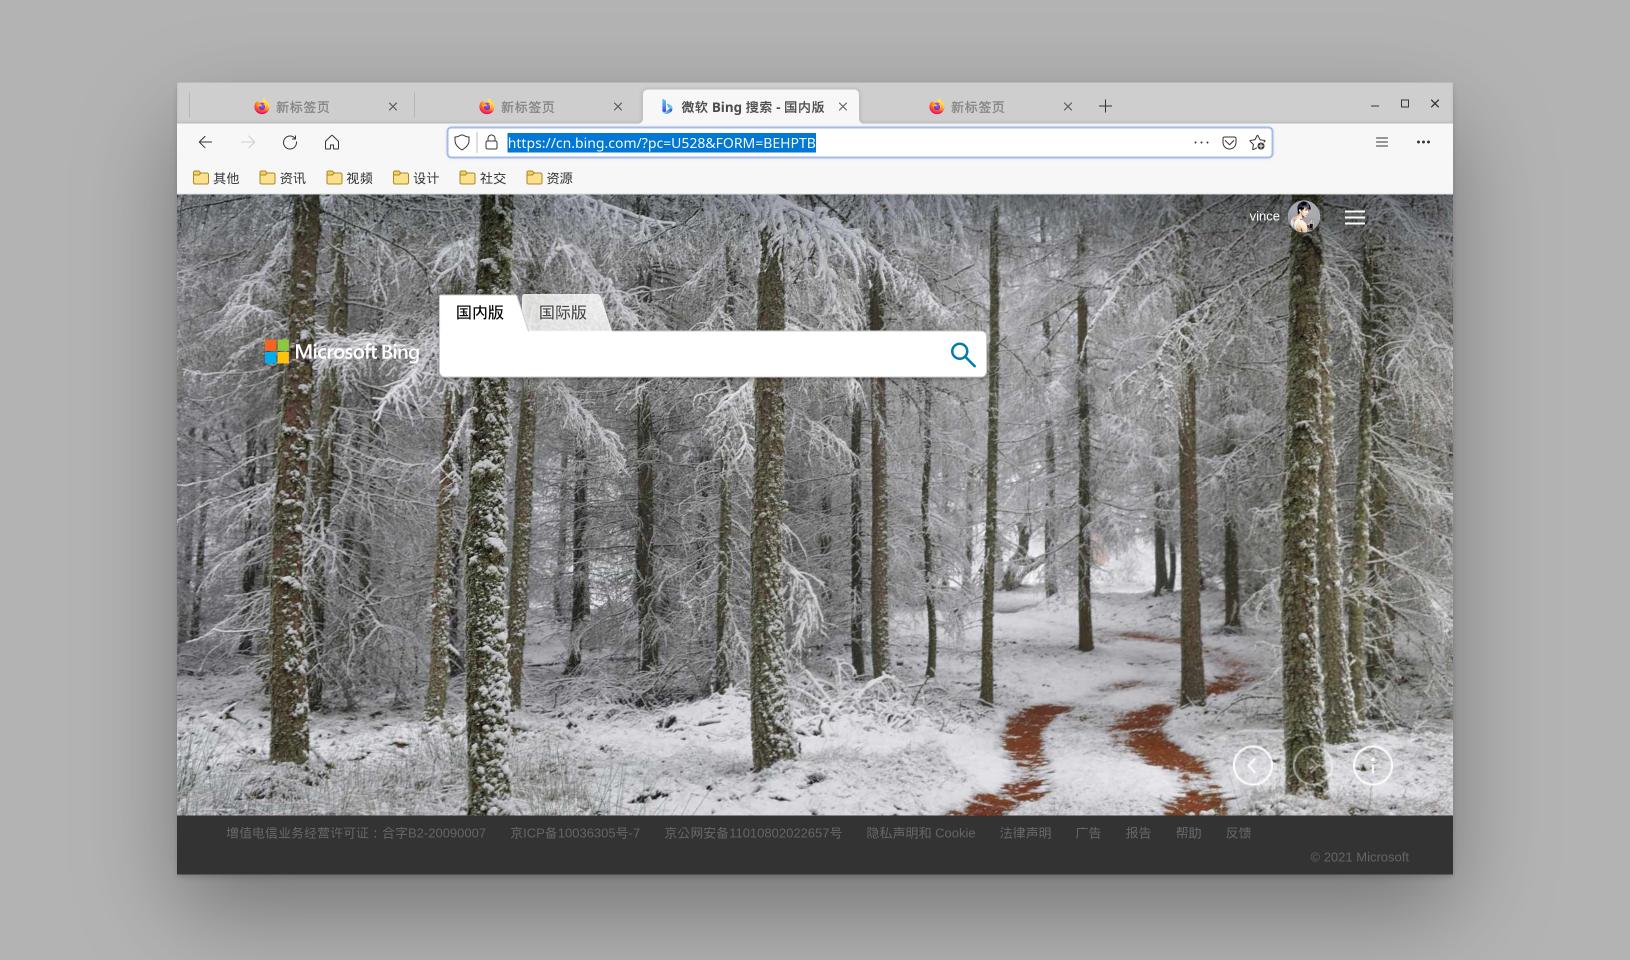 新标签页
新标签页
微软 Bing 搜索 - 国内版
新标签页
https://cn.bing.com/?pc=U528&FORM=BEHPTB
其他 资讯 视频 设计 社交 资源
vince
国内版 国际版
Microsoft Bing
增值电信业务经营许可证：合字B2-20090007 京ICP备10036305号-7 京公网安备11010802022657号 隐私声明和 Cookie 法律声明 广告 报告 帮助 反馈
© 2021 Microsoft